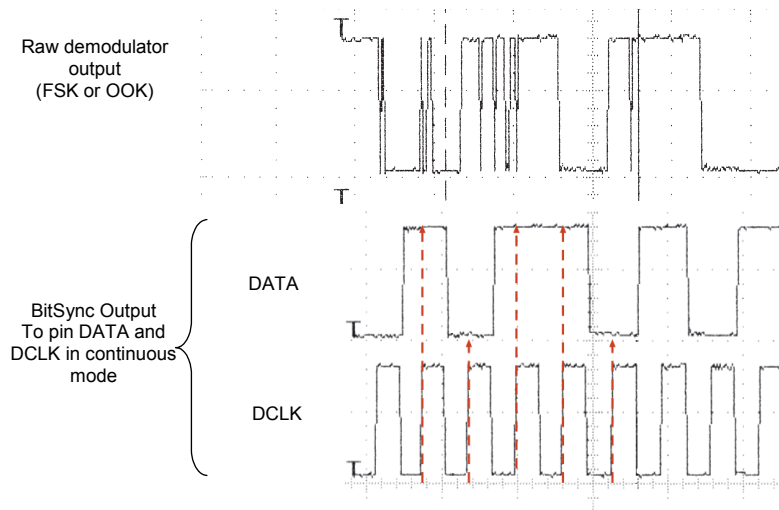 Raw demodulator
output
(FSK or OOK)
BitSync Output
To pin DATA and
DCLK in continuous
mode
DATA
DCLK